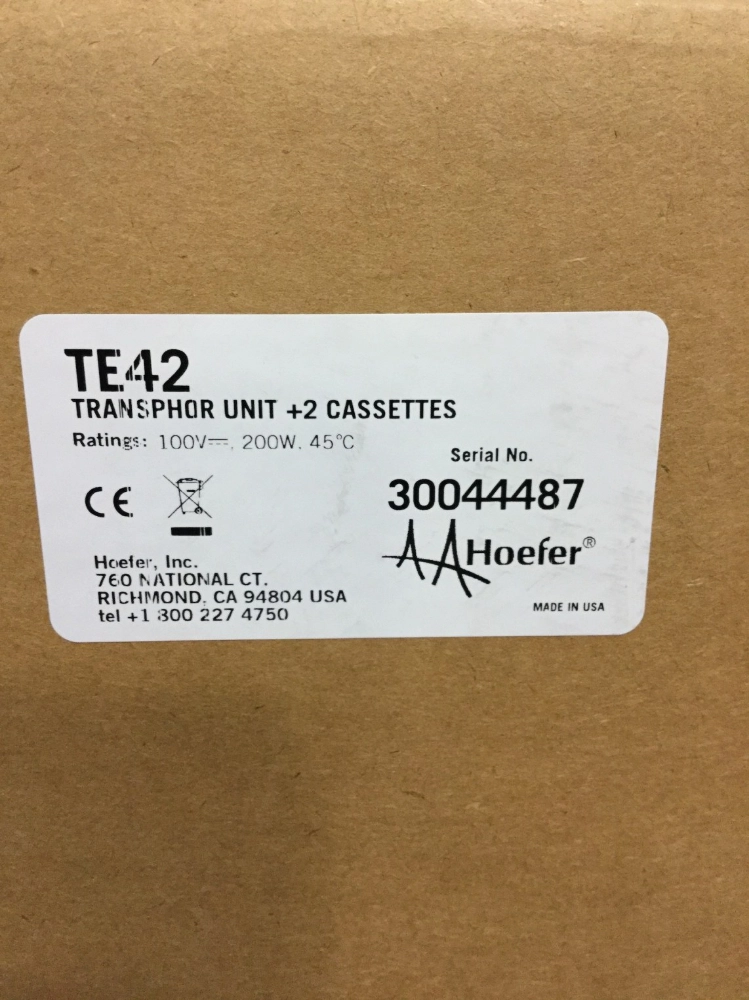 TE42
TRANSPHOR UNIT +2 CASSETTES
Ratings: 100V⎓, 200W, 45°C
Serial No.
30044487
CE
Hoefer®
Hoefer, Inc.
760 NATIONAL CT.
RICHMOND, CA 94804 USA
tel +1 800 227 4750
MADE IN USA